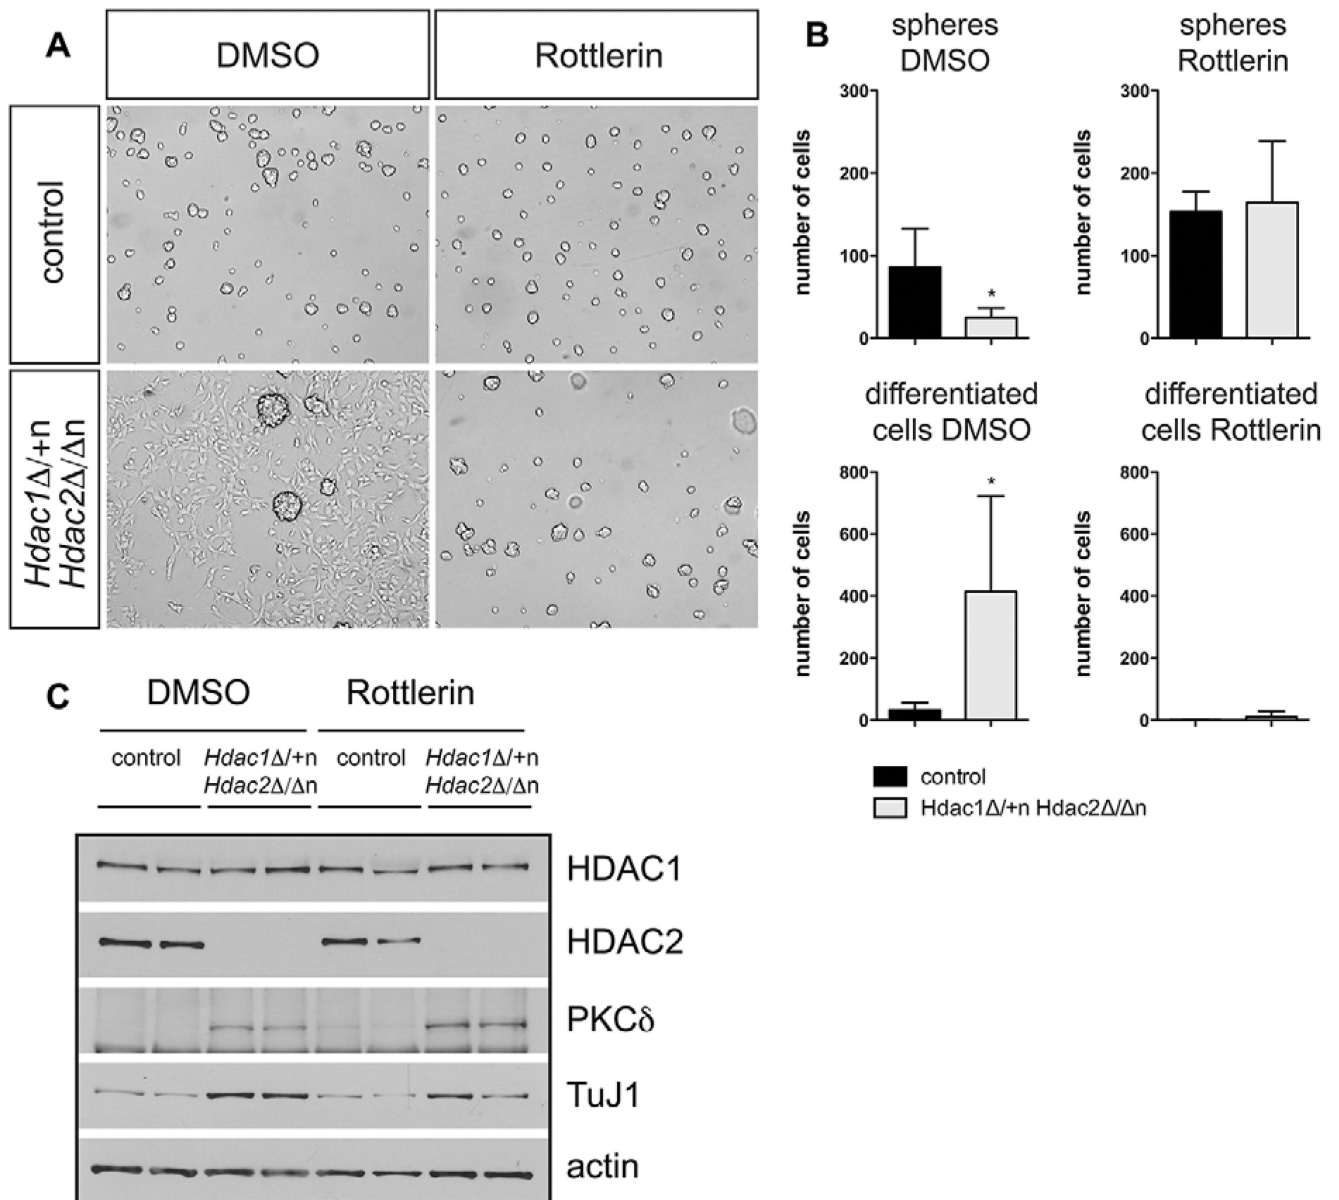 A
DMSO
Rottlerin
control
Hdac1Δ/+n
Hdac2Δ/Δn
B
spheres
DMSO
number of cells
300
200
100
0
*
spheres
Rottlerin
number of cells
300
200
100
0
differentiated
cells DMSO
number of cells
800
600
400
200
0
*
differentiated
cells Rottlerin
number of cells
800
600
400
200
0
control
Hdac1Δ/+n Hdac2Δ/Δn
C
DMSO
Rottlerin
control
Hdac1Δ/+n
Hdac2Δ/Δn
control
Hdac1Δ/+n
Hdac2Δ/Δn
HDAC1
HDAC2
PKCδ
TuJ1
actin